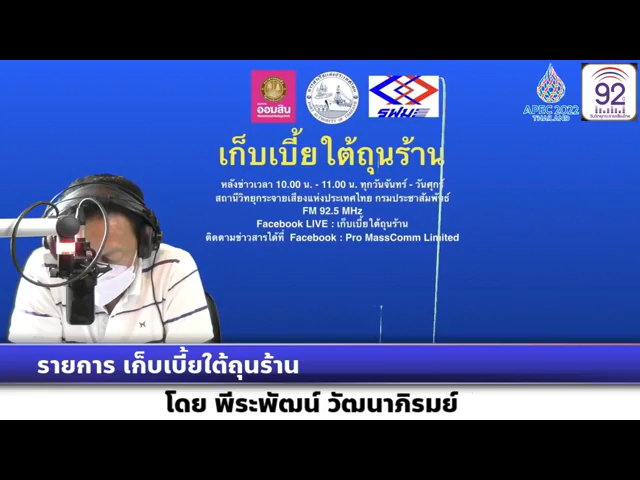 ออมสิน
รฟม
APEC 2022
THAILAND
92
เก็บเบี้ยใต้ถุนร้าน
หลังข่าวเวลา 10.00 น. - 11.00 น. ทุกวันจันทร์ - วันศุกร์
สถานีวิทยุกระจายเสียงแห่งประเทศไทย กรมประชาสัมพันธ์
FM 92.5 MHz
Facebook LIVE : เก็บเบี้ยใต้ถุนร้าน
ติดตามข่าวสารได้ที่ Facebook : Pro MassComm Limited
รายการ เก็บเบี้ยใต้ถุนร้าน
โดย พีระพัฒน์ วัฒนาภิรมย์